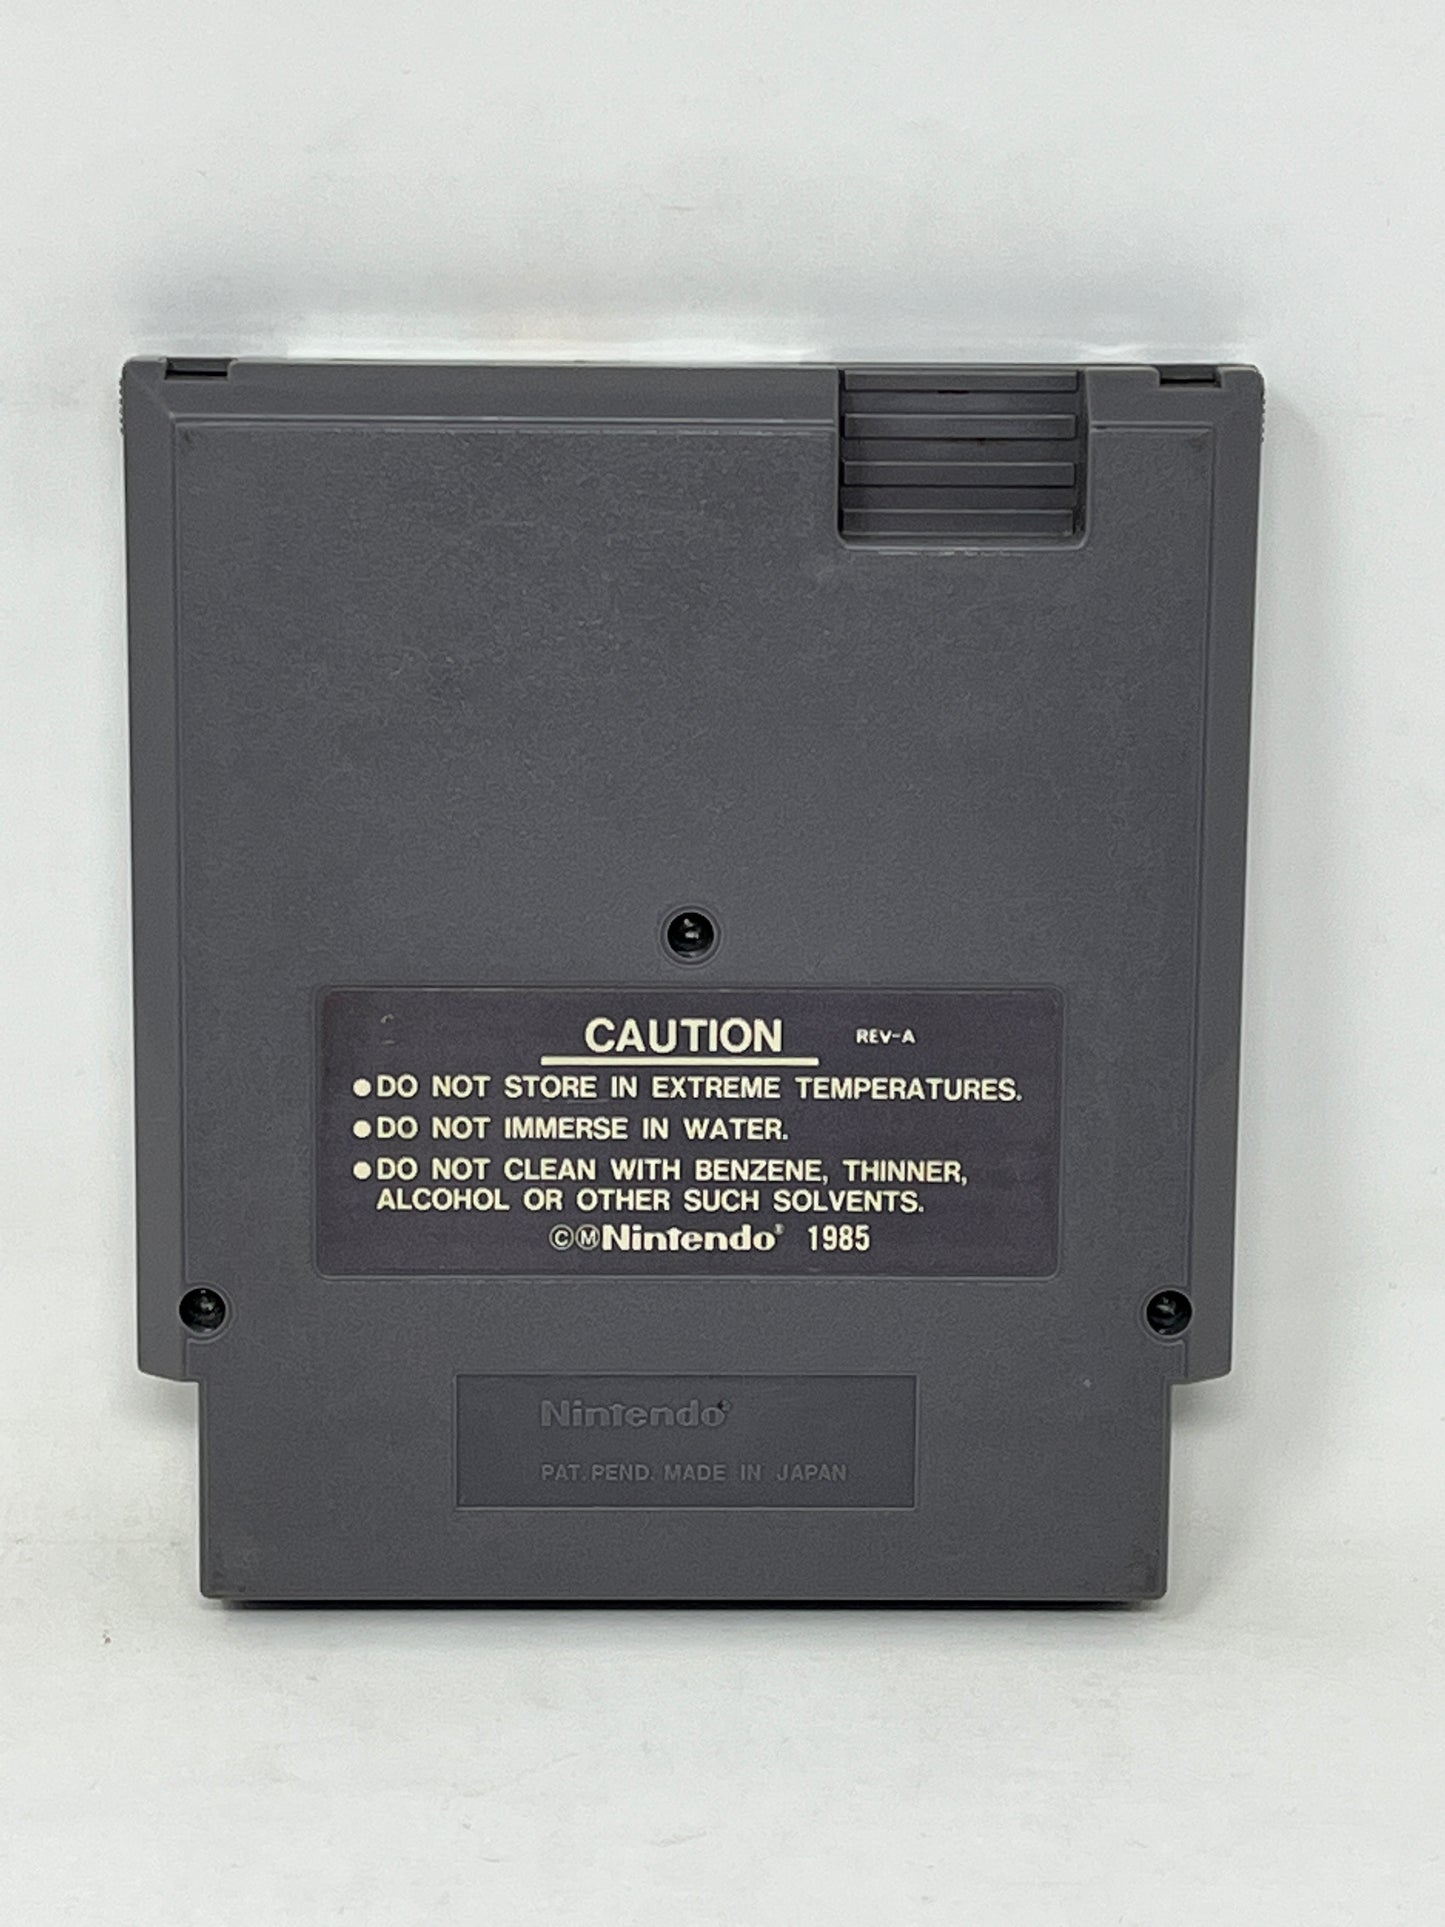 CAUTION REV-A
●DO NOT STORE IN EXTREME TEMPERATURES.
●DO NOT IMMERSE IN WATER.
●DO NOT CLEAN WITH BENZENE, THINNER,
ALCOHOL OR OTHER SUCH SOLVENTS.
©ⓂNintendo® 1985
Nintendo®
PAT. PEND. MADE IN JAPAN